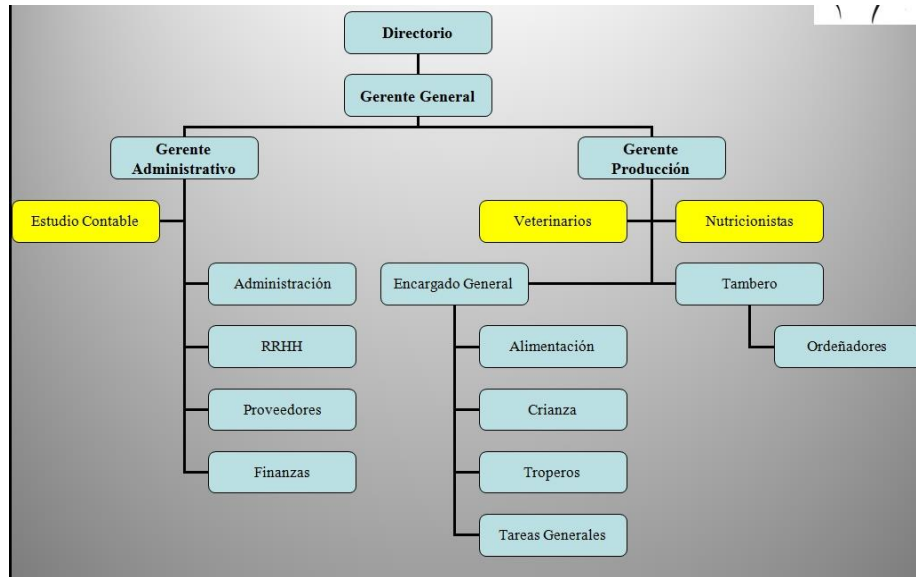 Directorio
Gerente General
Gerente
Administrativo
Gerente
Producción
Estudio Contable
Veterinarios
Nutricionistas
Administración
Encargado General
Tambero
RRHH
Alimentación
Ordeñadores
Proveedores
Crianza
Finanzas
Troperos
Tareas Generales